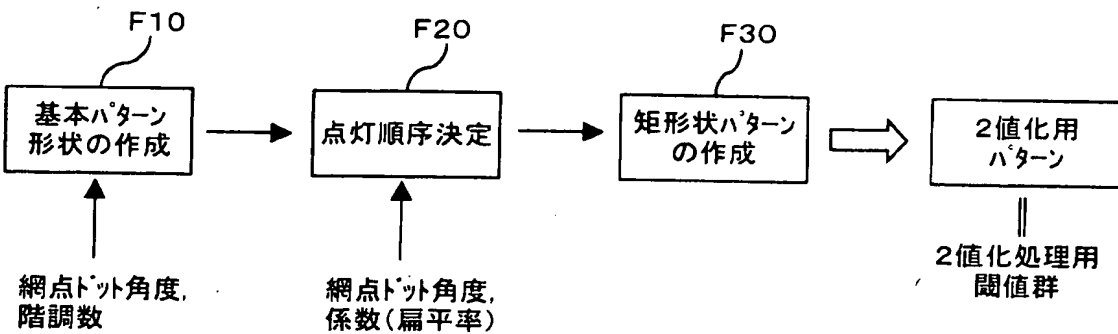 F10
F20
F30
基本パターン
形状の作成
点灯順序決定
矩形状パターン
の作成
2値化用
パターン
網点ドット角度,
階調数
網点ドット角度,
係数(扁平率)
2値化処理用
閾値群